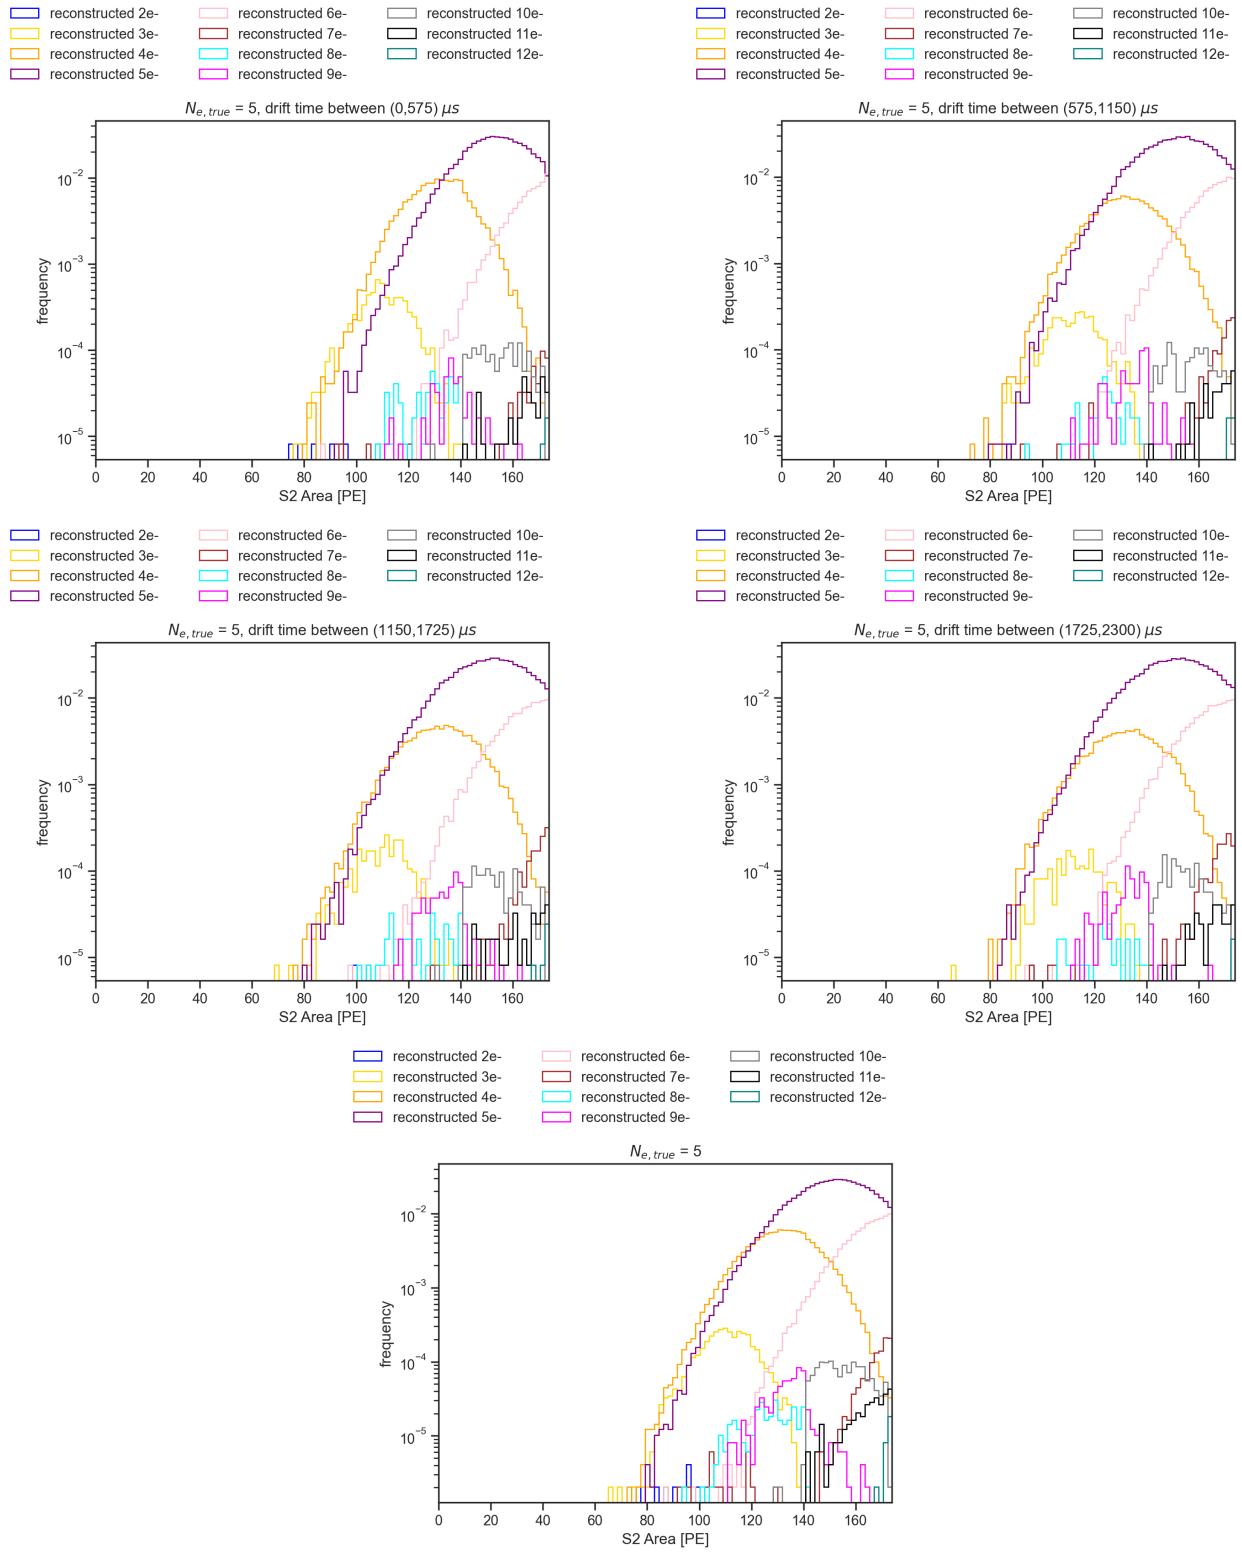 reconstructed 2e- reconstructed 6e- reconstructed 10e- reconstructed 2e- reconstructed 6e- reconstructed 10e-
reconstructed 3e- reconstructed 7e- reconstructed 11e- reconstructed 3e- reconstructed 7e- reconstructed 11e-
reconstructed 4e- reconstructed 8e- reconstructed 12e- reconstructed 4e- reconstructed 8e- reconstructed 12e-
reconstructed 5e- reconstructed 9e- reconstructed 5e- reconstructed 9e-
N_{e, true} = 5, drift time between (0,575) μs
10^{-2}
10^{-3}
10^{-4}
10^{-5}
frequency
0 20 40 60 80 100 120 140 160
S2 Area [PE]
N_{e, true} = 5, drift time between (575,1150) μs
10^{-2}
10^{-3}
10^{-4}
10^{-5}
frequency
0 20 40 60 80 100 120 140 160
S2 Area [PE]
reconstructed 2e- reconstructed 6e- reconstructed 10e- reconstructed 2e- reconstructed 6e- reconstructed 10e-
reconstructed 3e- reconstructed 7e- reconstructed 11e- reconstructed 3e- reconstructed 7e- reconstructed 11e-
reconstructed 4e- reconstructed 8e- reconstructed 12e- reconstructed 4e- reconstructed 8e- reconstructed 12e-
reconstructed 5e- reconstructed 9e- reconstructed 5e- reconstructed 9e-
N_{e, true} = 5, drift time between (1150,1725) μs
10^{-2}
10^{-3}
10^{-4}
10^{-5}
frequency
0 20 40 60 80 100 120 140 160
S2 Area [PE]
N_{e, true} = 5, drift time between (1725,2300) μs
10^{-2}
10^{-3}
10^{-4}
10^{-5}
frequency
0 20 40 60 80 100 120 140 160
S2 Area [PE]
reconstructed 2e- reconstructed 6e- reconstructed 10e-
reconstructed 3e- reconstructed 7e- reconstructed 11e-
reconstructed 4e- reconstructed 8e- reconstructed 12e-
reconstructed 5e- reconstructed 9e-
N_{e, true} = 5
10^{-2}
10^{-3}
10^{-4}
10^{-5}
frequency
0 20 40 60 80 100 120 140 160
S2 Area [PE]